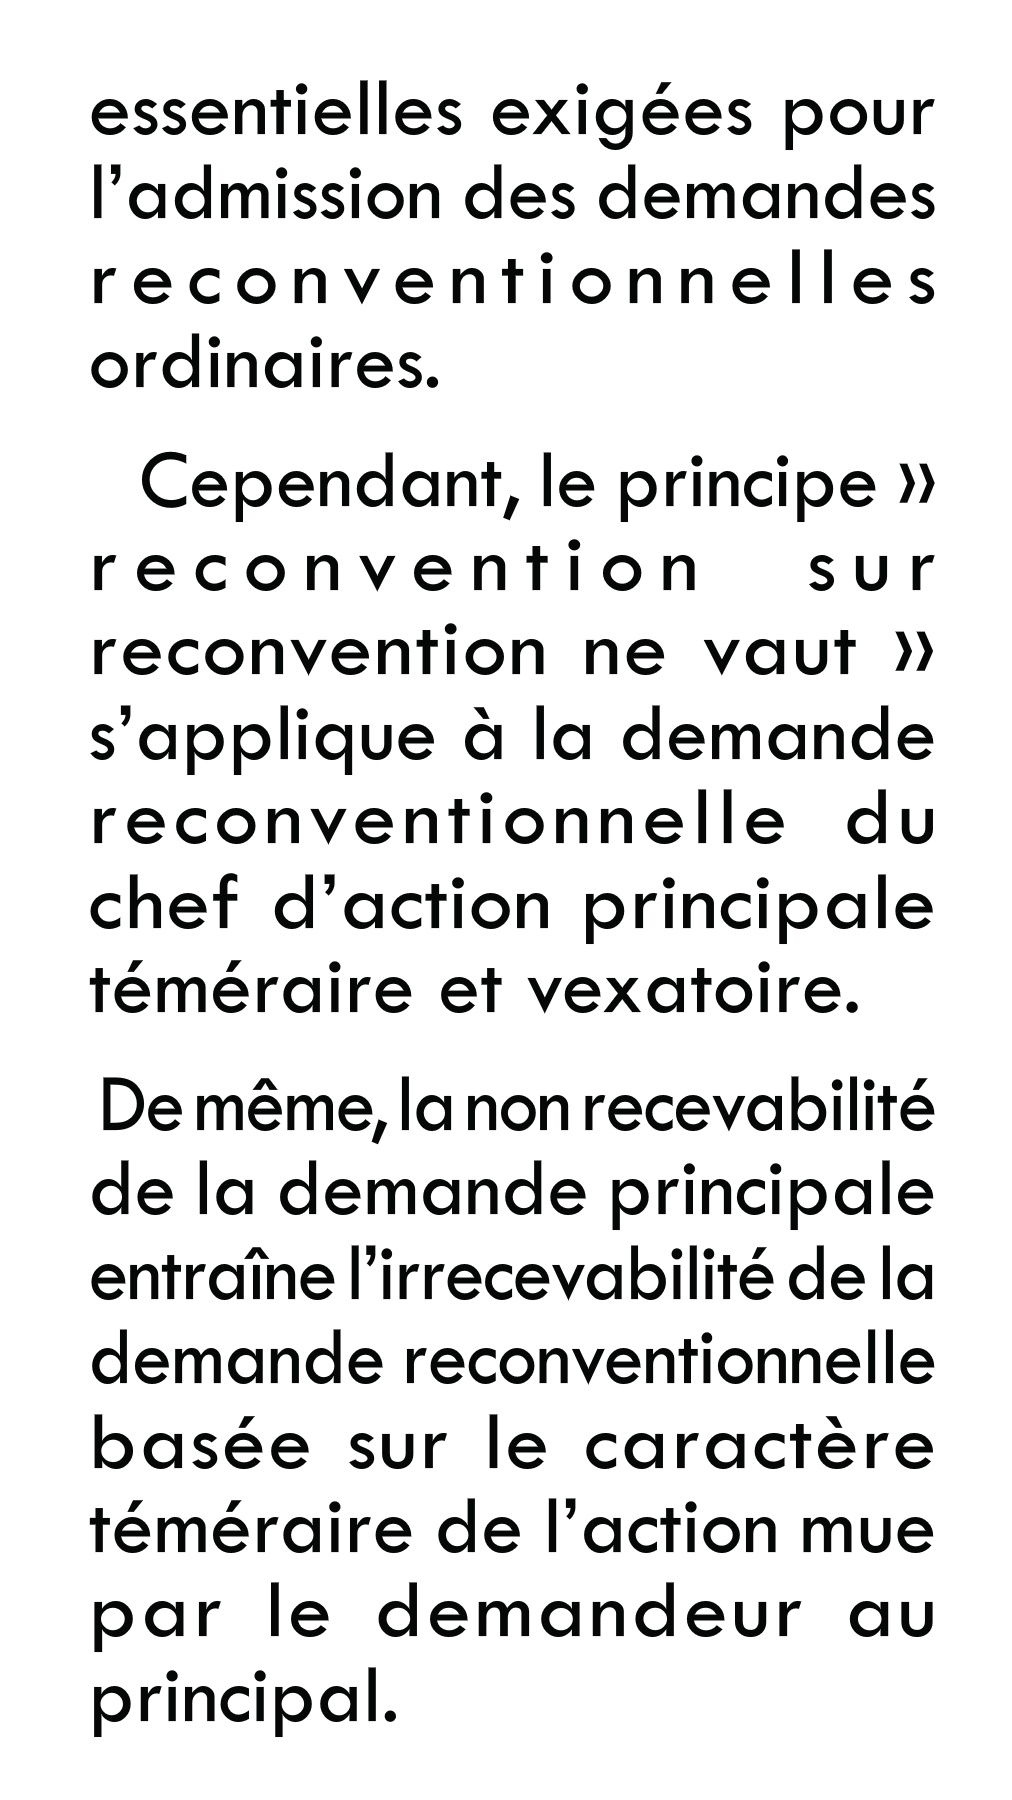 essentielles exigées pour
l’admission des demandes
reconventionnelles
ordinaires.
Cependant, le principe »
reconvention sur
reconvention ne vaut »
s’applique à la demande
reconventionnelle du
chef d’action principale
téméraire et vexatoire.
De même, la non recevabilité
de la demande principale
entraîne l’irrecevabilité de la
demande reconventionnelle
basée sur le caractère
téméraire de l’action mue
par le demandeur au
principal.